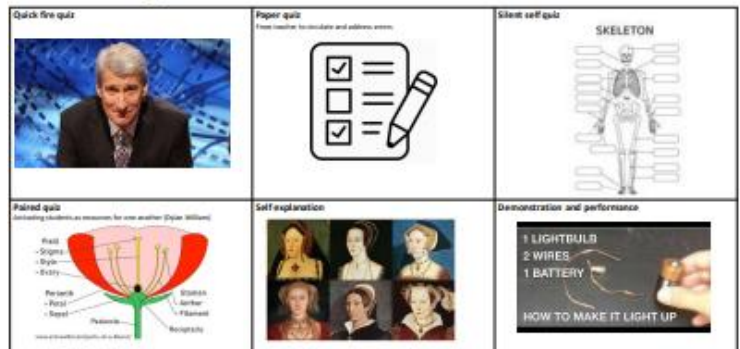 Quick fire quiz
Paper quiz
Free teacher to circulate and address errors
Silent self quiz
SKELETON
Paired quiz
Activating students as resources for one another (Dylan Wiliam)
Pistil
- Stigma
- Style
- Ovary
Perianth
- Petal
- Sepal
Peduncle
Stamen
- Anther
- Filament
Receptacle
Self explanation
Demonstration and performance
1 LIGHTBULB
2 WIRES
1 BATTERY
HOW TO MAKE IT LIGHT UP